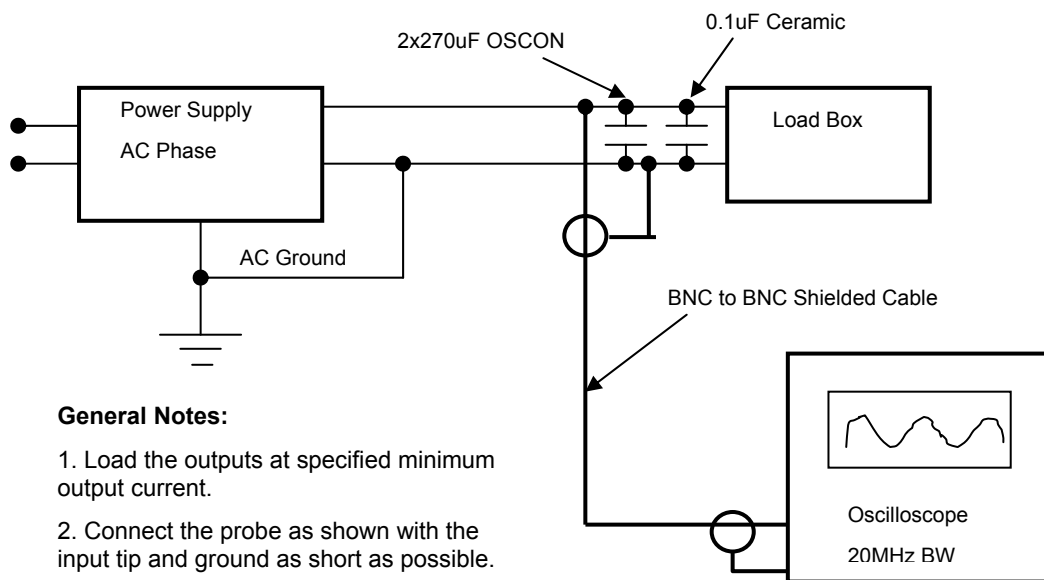 2x270uF OSCON
0.1uF Ceramic
Power Supply
AC Phase
Load Box
AC Ground
BNC to BNC Shielded Cable
General Notes:
1. Load the outputs at specified minimum
output current.
2. Connect the probe as shown with the
input tip and ground as short as possible.
Oscilloscope
20MHz BW